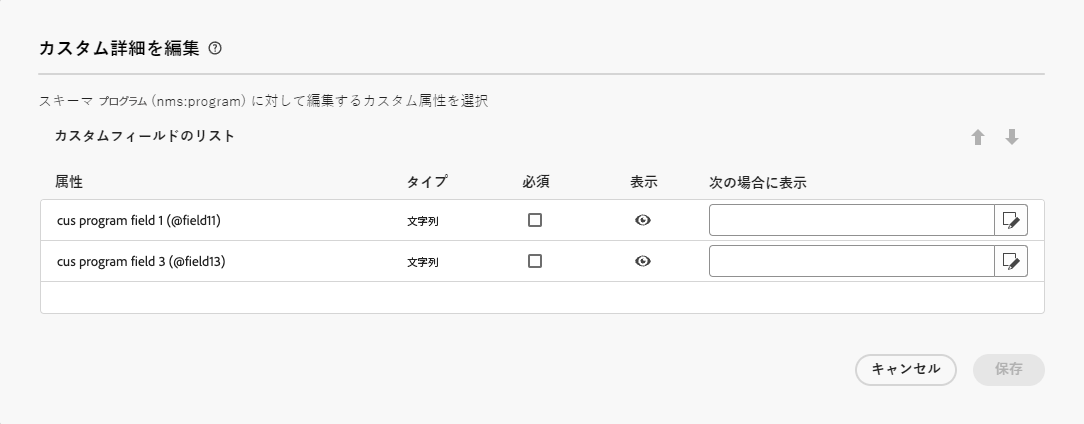 カスタム詳細を編集
スキーマ プログラム (nms:program) に対して編集するカスタム属性を選択
カスタムフィールドのリスト
属性 タイプ 必須 表示 次の場合に表示
cus program field 1 (@field11) 文字列
cus program field 3 (@field13) 文字列
キャンセル 保存